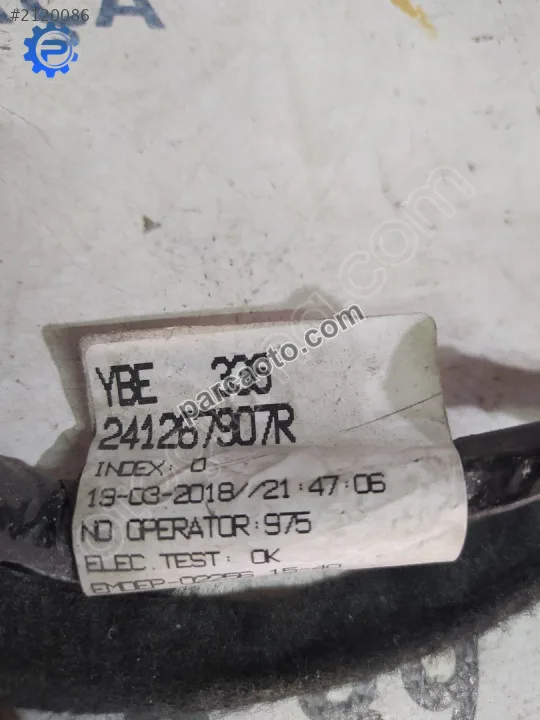 #2120086
P
YBE
241267907R
INDEX: 0
19-03-2018//21:47:06
NO OPERATOR:975
ELEC.TEST: OK
parcaoto.com